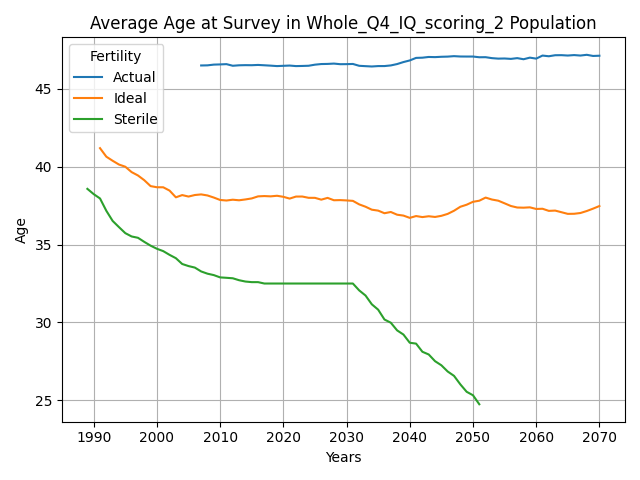 Average Age at Survey in Whole_Q4_IQ_scoring_2 Population
Fertility
Actual
Ideal
Sterile
Age
45
40
35
30
25
1990 2000 2010 2020 2030 2040 2050 2060 2070
Years